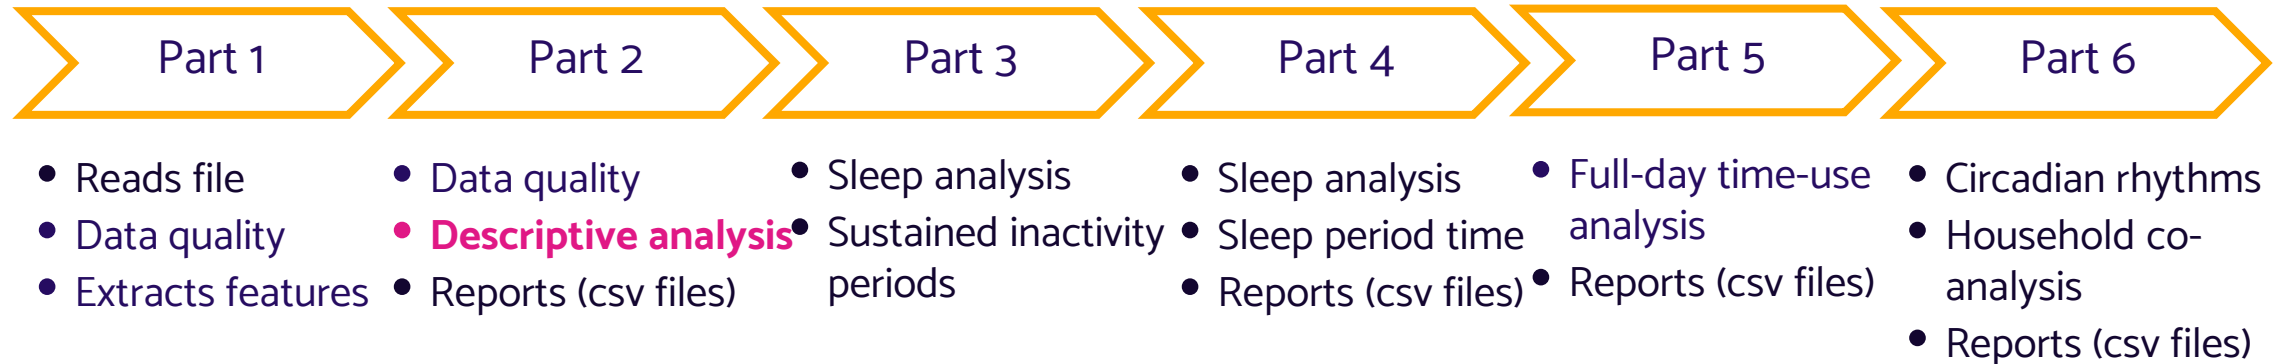 Part 1
Reads file
Data quality
Extracts features
Part 2
Data quality
Descriptive analysis
Reports (csv files)
Part 3
Sleep analysis
Sustained inactivity
periods
Part 4
Sleep analysis
Sleep period time
Reports (csv files)
Part 5
Full-day time-use
analysis
Reports (csv files)
Part 6
Circadian rhythms
Household co-
analysis
Reports (csv files)